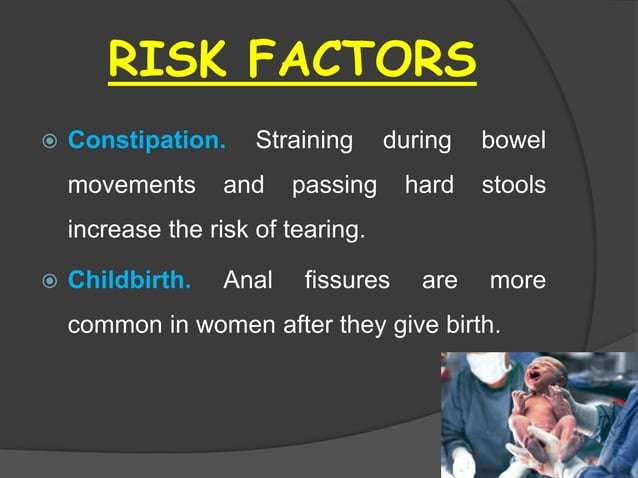 RISK FACTORS
Constipation. Straining during bowel
movements and passing hard stools
increase the risk of tearing.
Childbirth. Anal fissures are more
common in women after they give birth.